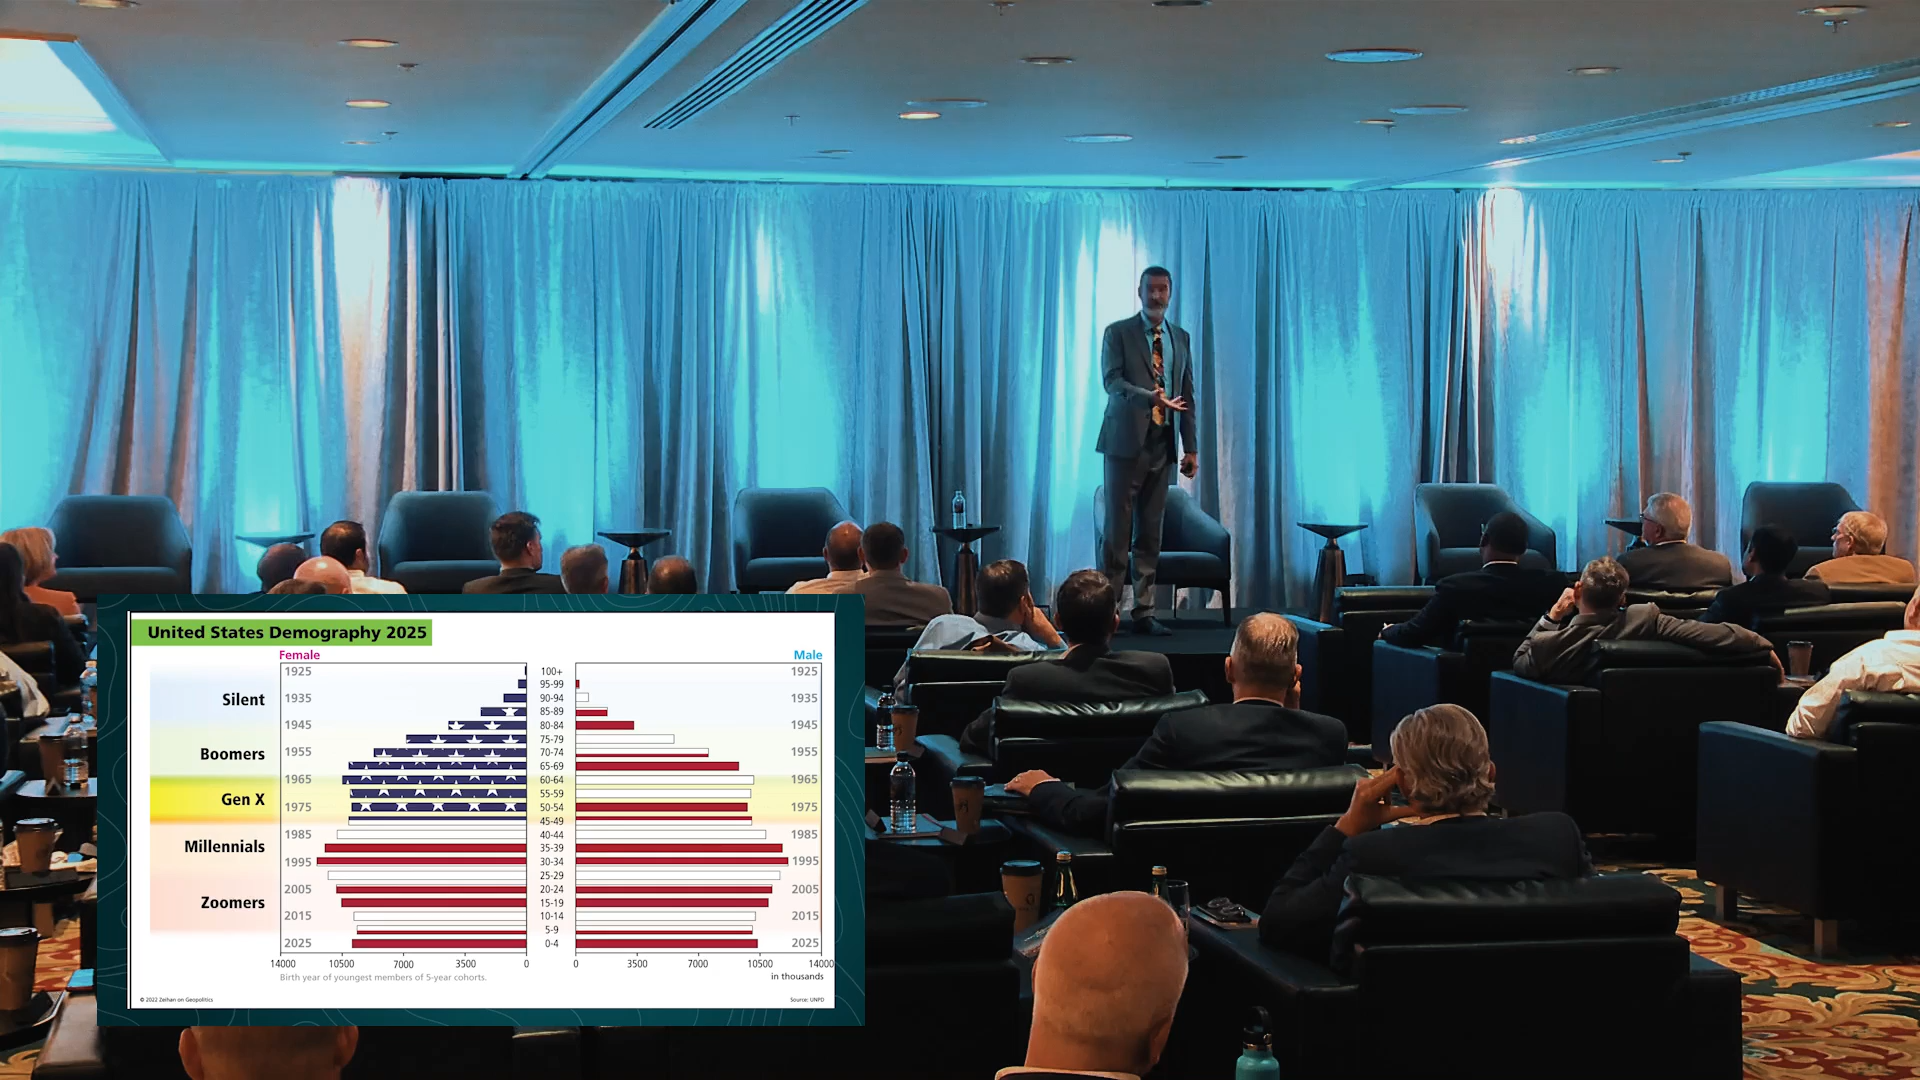 United States Demography 2025
Female Male
1925 100+ 1925
95-99
Silent 1935 90-94 1935
85-89
1945 80-84 1945
75-79
Boomers 1955 70-74 1955
65-69
1965 60-64 1965
Gen X 55-59
1975 50-54 1975
45-49
1985 40-44 1985
Millennials 35-39
1995 30-34 1995
25-29
2005 20-24 2005
Zoomers 15-19
2015 10-14 2015
5-9
2025 0-4 2025
14000 10500 7000 3500 0 0 3500 7000 10500 14000
Birth year of youngest members of 5-year cohorts. in thousands
© 2022 Zeihan on Geopolitics Source: UNPD